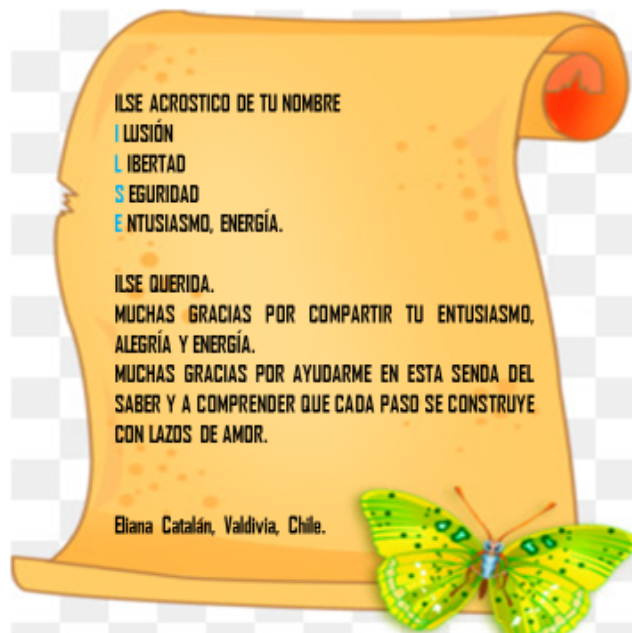 ILSE ACROSTICO DE TU NOMBRE
I LUSIÓN
L IBERTAD
S EGURIDAD
E NTUSIASMO, ENERGÍA.
ILSE QUERIDA.
MUCHAS GRACIAS POR COMPARTIR TU ENTUSIASMO,
ALEGRÍA Y ENERGÍA.
MUCHAS GRACIAS POR AYUDARME EN ESTA SENDA DEL
SABER Y A COMPRENDER QUE CADA PASO SE CONSTRUYE
CON LAZOS DE AMOR.
Eliana Catalán, Valdivia, Chile.